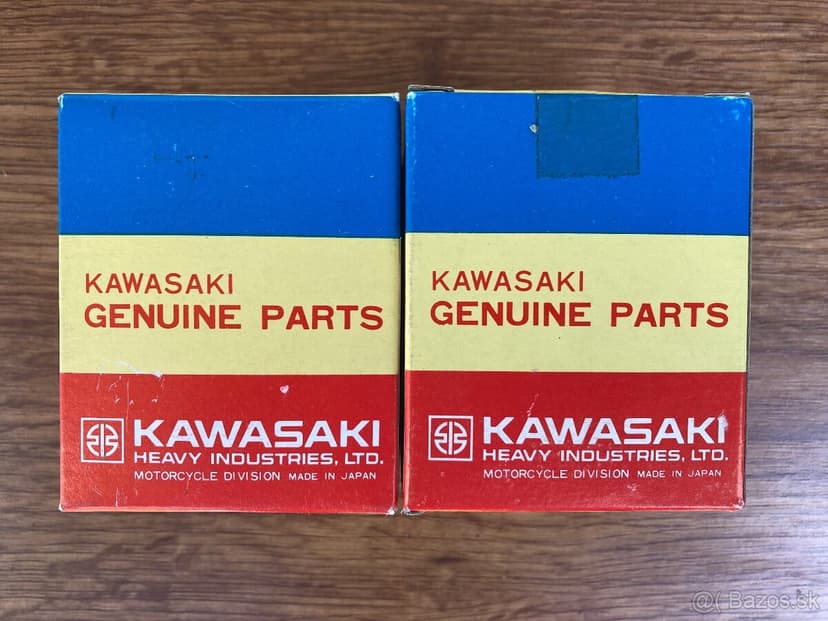 KAWASAKI
GENUINE PARTS
KAWASAKI
HEAVY INDUSTRIES, LTD.
MOTORCYCLE DIVISION MADE IN JAPAN
KAWASAKI
GENUINE PARTS
KAWASAKI
HEAVY INDUSTRIES, LTD.
MOTORCYCLE DIVISION MADE IN JAPAN
@( Bazos.sk